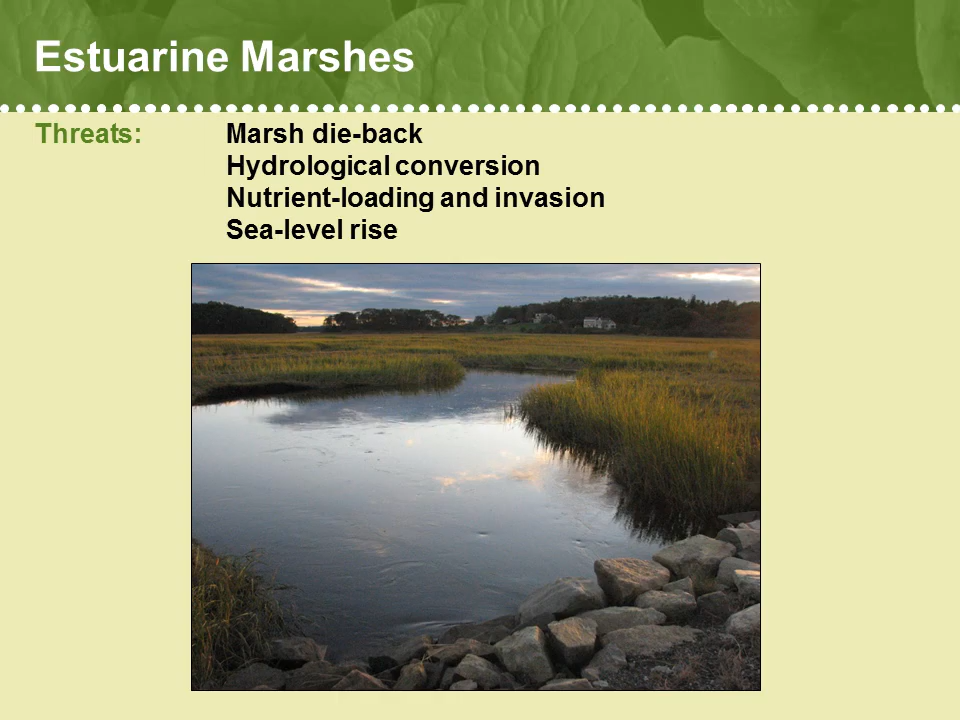 Estuarine Marshes
Threats: Marsh die-back
Hydrological conversion
Nutrient-loading and invasion
Sea-level rise